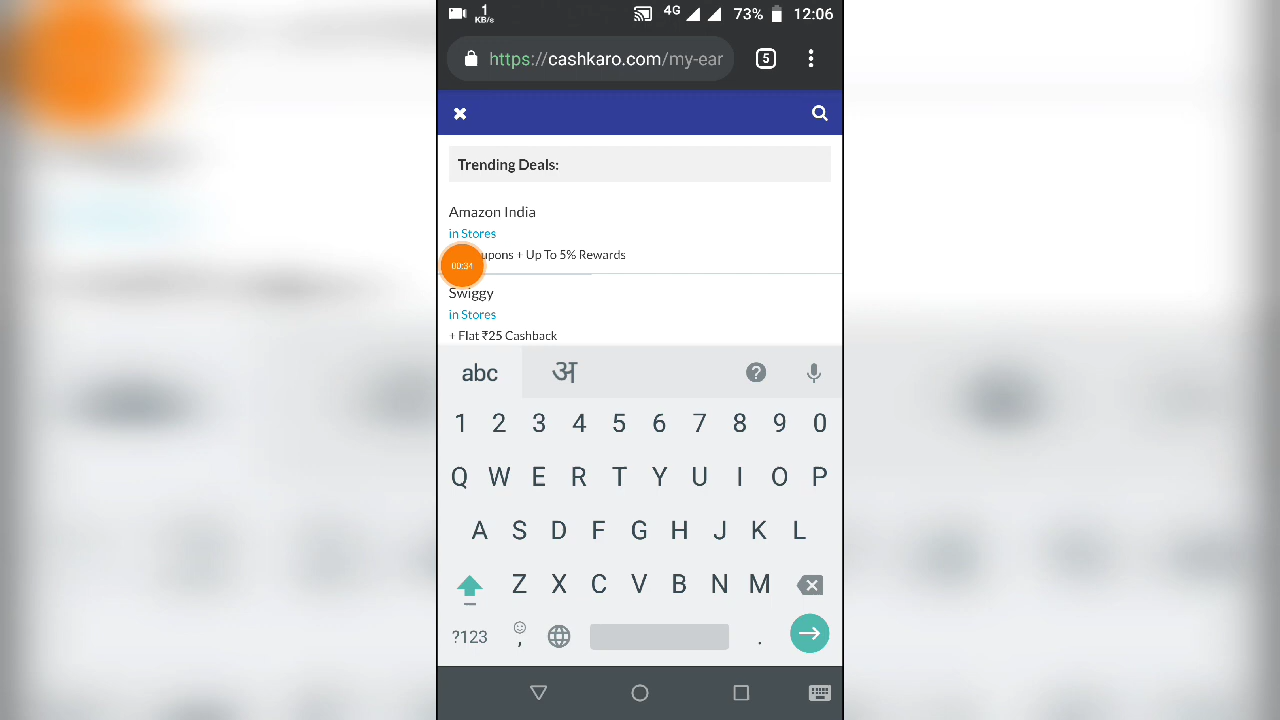 1
KB/s
4G
73%
12:06
https://cashkaro.com/my-ear
5
Trending Deals:
Amazon India
in Stores
upons + Up To 5% Rewards
00:34
Swiggy
in Stores
+ Flat ₹25 Cashback
abc अ ?
1 2 3 4 5 6 7 8 9 0
Q W E R T Y U I O P
A S D F G H J K L
Z X C V B N M
?123 , .